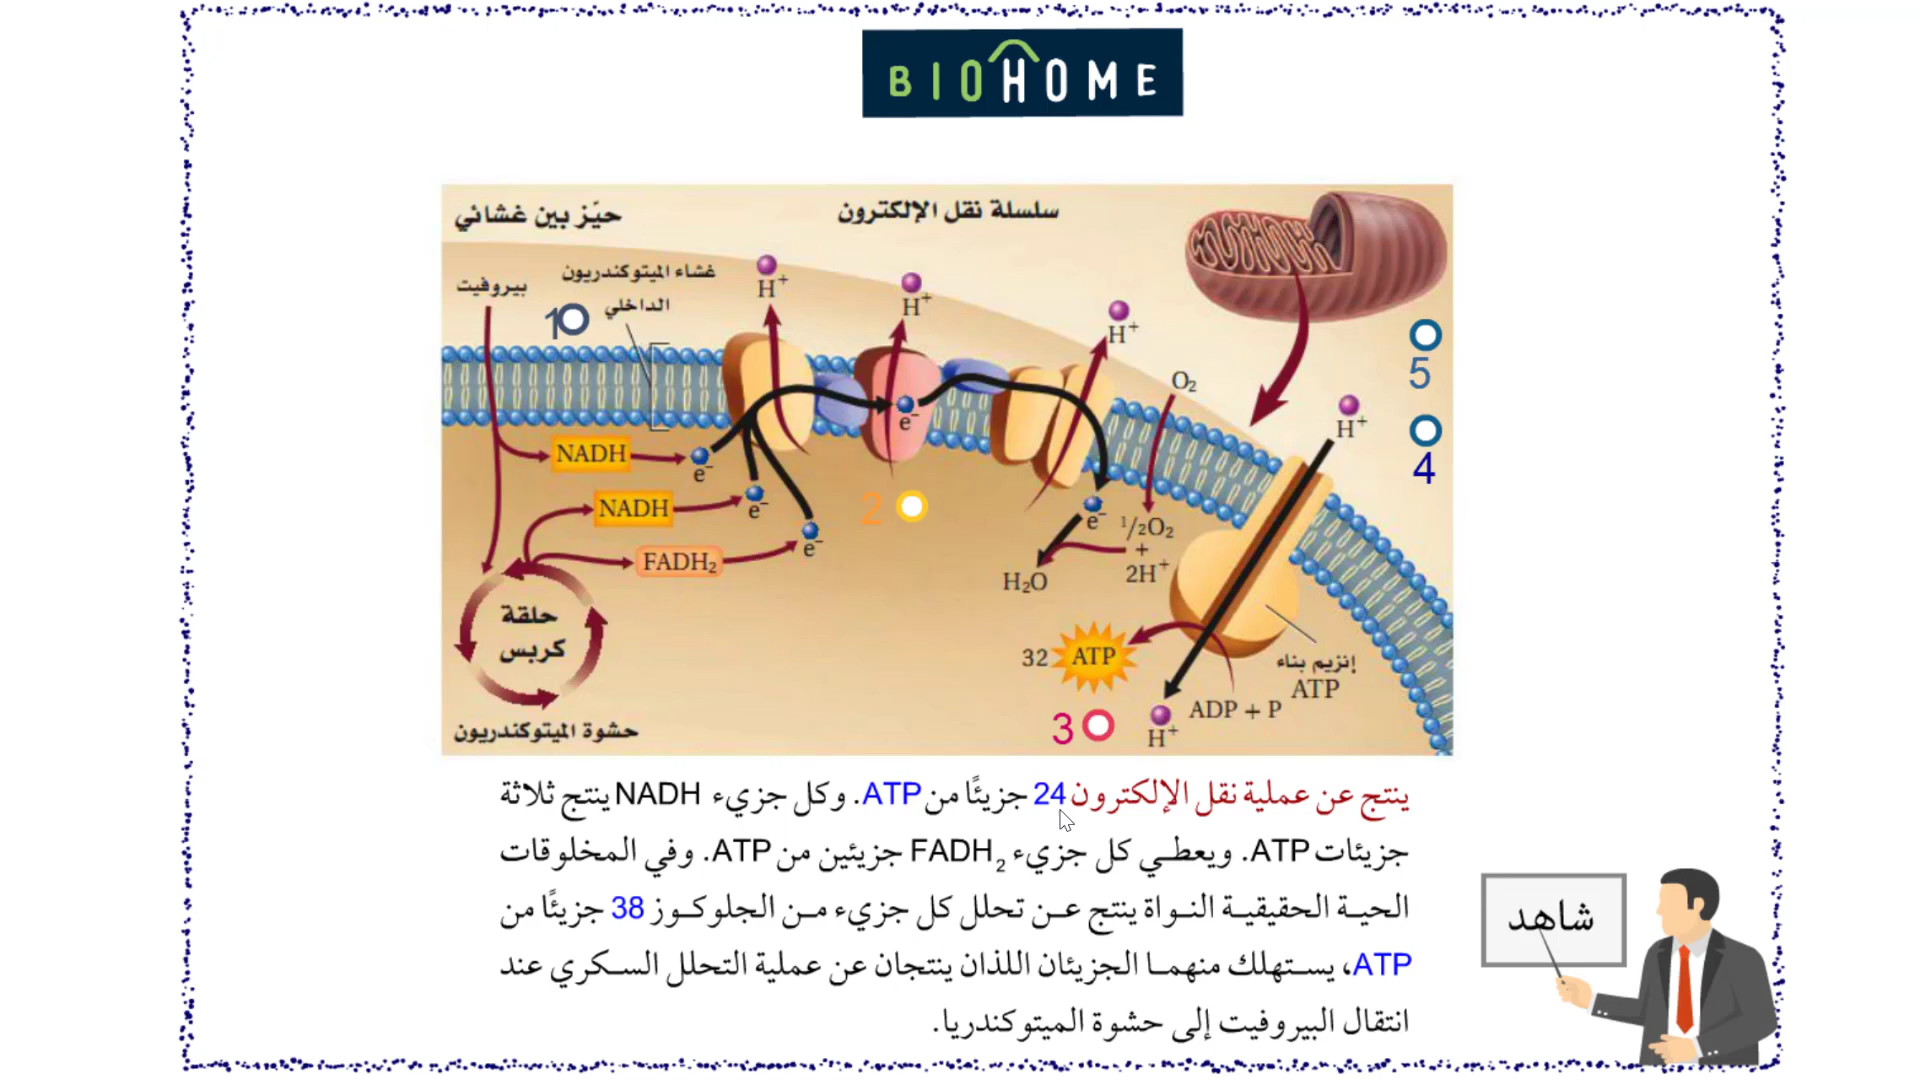 BIOHOME
حيّز بين غشائي
سلسلة نقل الإلكترون
غشاء الميتوكندريون
الداخلي
بيروفيت
1
H+
H+
H+
O2
H+
5
4
NADH
e-
NADH
e-
FADH2
e-
e-
2
e-
1/2O2
+
2H+
H2O
حلقة
كربس
32 ATP
إنزيم بناء
ATP
ADP + P
H+
3
حشوة الميتوكندريون
ينتج عن عملية نقل الإلكترون 24 جزيئًا من ATP. وكل جزيء NADH ينتج ثلاثة
جزيئات ATP. ويعطي كل جزيء FADH2 جزيئين من ATP. وفي المخلوقات
الحية الحقيقية النواة ينتج عن تحلل كل جزيء من الجلوكوز 38 جزيئًا من
ATP، يستهلك منهما الجزيئان اللذان ينتجان عن عملية التحلل السكري عند
انتقال البيروفيت إلى حشوة الميتوكندريا.
شاهد